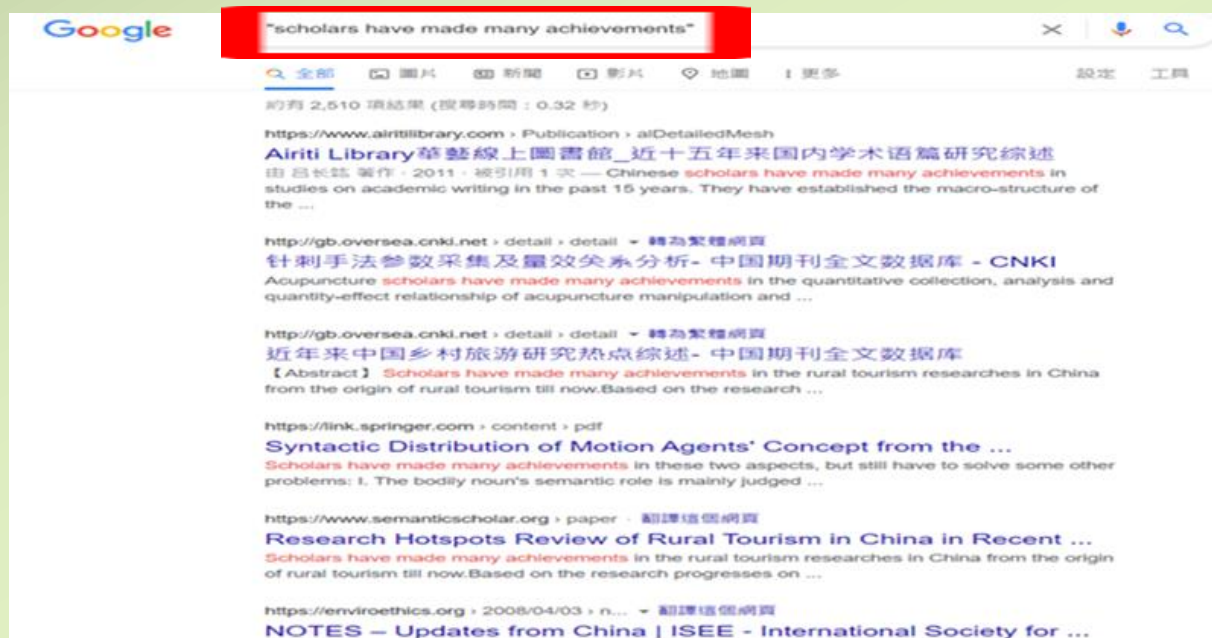 Google
"scholars have made many achievements"
全部 圖片 新聞 影片 地圖 更多 設定 工具
約有 2,510 項結果 (搜尋時間：0.32 秒)
https://www.airitilibrary.com › Publication › alDetailedMesh
Airiti Library華藝線上圖書館_近十五年来国内学术语篇研究综述
由 吕长竑 著作 · 2011 · 被引用 1 次 — Chinese scholars have made many achievements in
studies on academic writing in the past 15 years. They have established the macro-structure of
the ...
http://gb.oversea.cnki.net › detail › detail ▾ 轉為繁體網頁
针刺手法参数采集及量效关系分析- 中国期刊全文数据库 - CNKI
Acupuncture scholars have made many achievements in the quantitative collection, analysis and
quantity-effect relationship of acupuncture manipulation and ...
http://gb.oversea.cnki.net › detail › detail ▾ 轉為繁體網頁
近年来中国乡村旅游研究热点综述- 中国期刊全文数据库
【Abstract】 Scholars have made many achievements in the rural tourism researches in China
from the origin of rural tourism till now.Based on the research ...
https://link.springer.com › content › pdf
Syntactic Distribution of Motion Agents' Concept from the ...
Scholars have made many achievements in these two aspects, but still have to solve some other
problems: I. The bodily noun's semantic role is mainly judged ...
https://www.semanticscholar.org › paper · 翻譯這個網頁
Research Hotspots Review of Rural Tourism in China in Recent ...
Scholars have made many achievements in the rural tourism researches in China from the origin
of rural tourism till now.Based on the research progresses on ...
https://enviroethics.org › 2008/04/03 › n... ▾ 翻譯這個網頁
NOTES – Updates from China | ISEE - International Society for ...